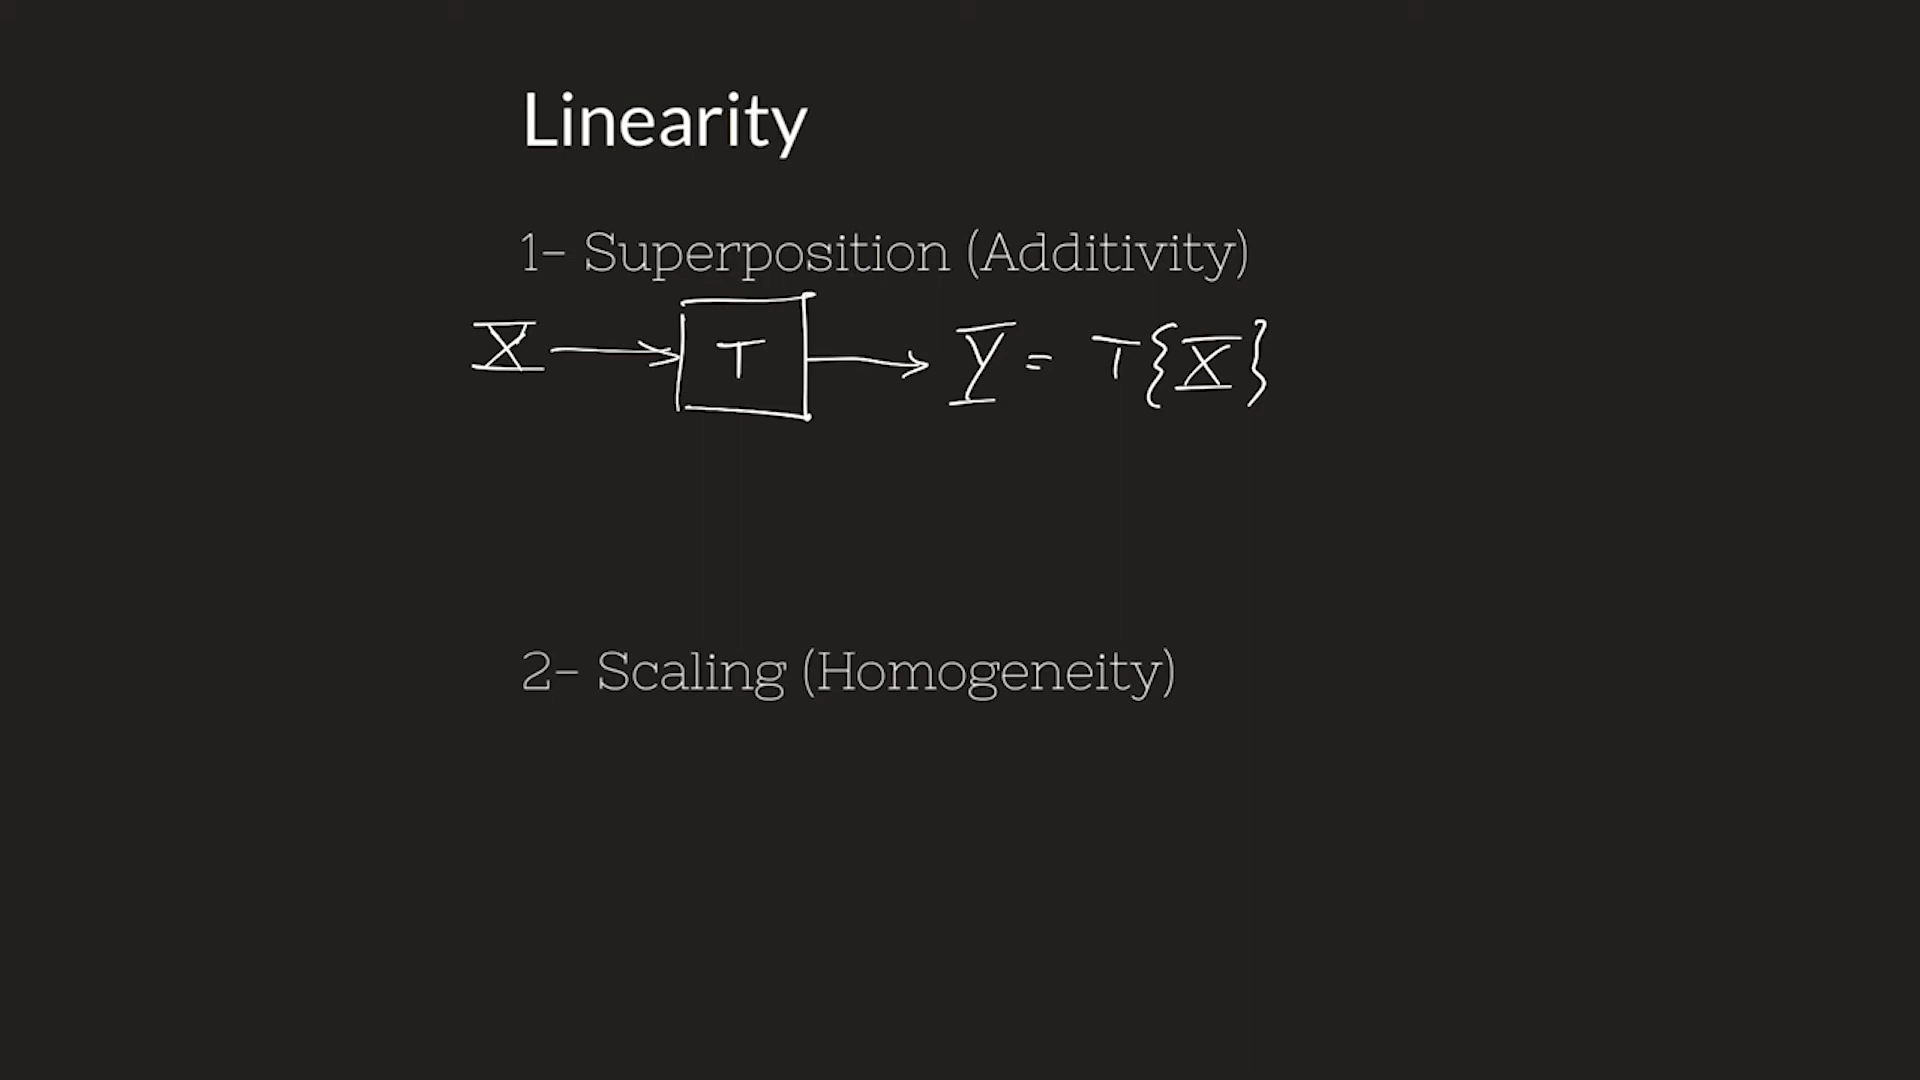 Linearity
1- Superposition (Additivity)
X → T → Y = T{X}
2- Scaling (Homogeneity)